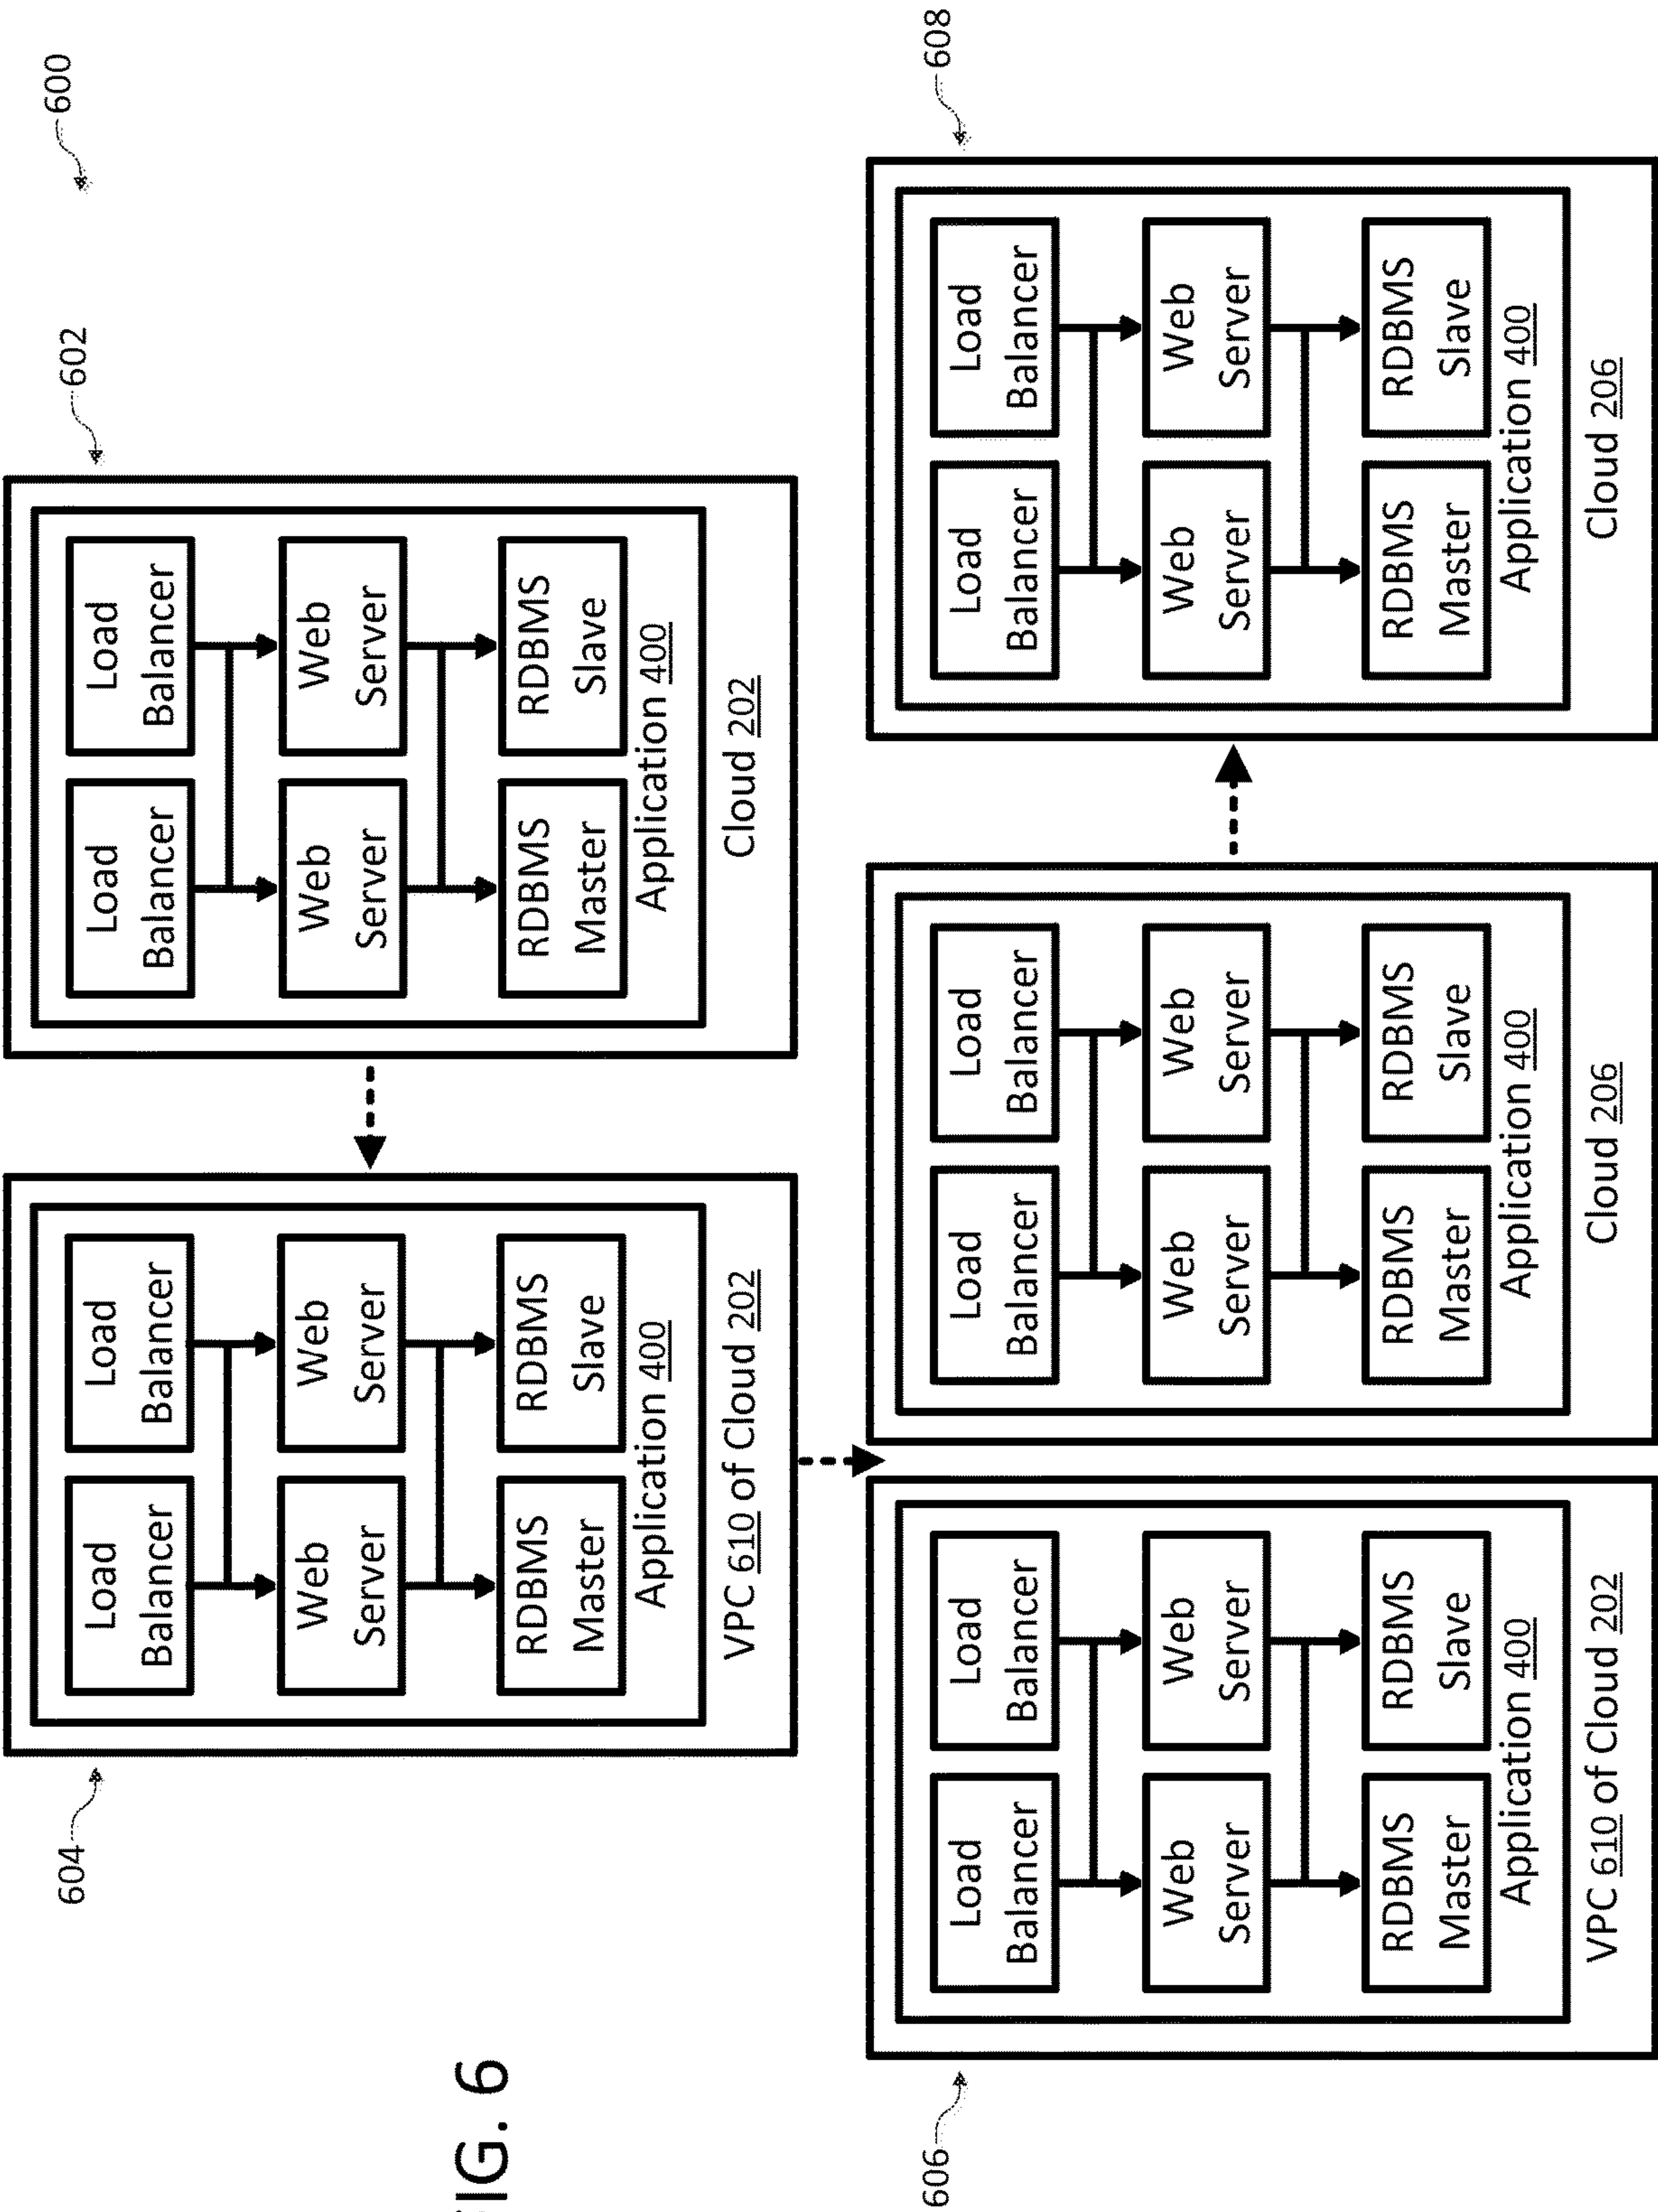 600
602
604
Load
Balancer
Load
Balancer
Web
Server
Web
Server
RDBMS
Master
RDBMS
Slave
Application 400
VPC 610 of Cloud 202
Load
Balancer
Load
Balancer
Web
Server
Web
Server
RDBMS
Master
RDBMS
Slave
Application 400
Cloud 202
FIG. 6
606
608
Load
Balancer
Load
Balancer
Web
Server
Web
Server
RDBMS
Master
RDBMS
Slave
Application 400
VPC 610 of Cloud 202
Load
Balancer
Load
Balancer
Web
Server
Web
Server
RDBMS
Master
RDBMS
Slave
Application 400
Cloud 206
Load
Balancer
Load
Balancer
Web
Server
Web
Server
RDBMS
Master
RDBMS
Slave
Application 400
Cloud 206